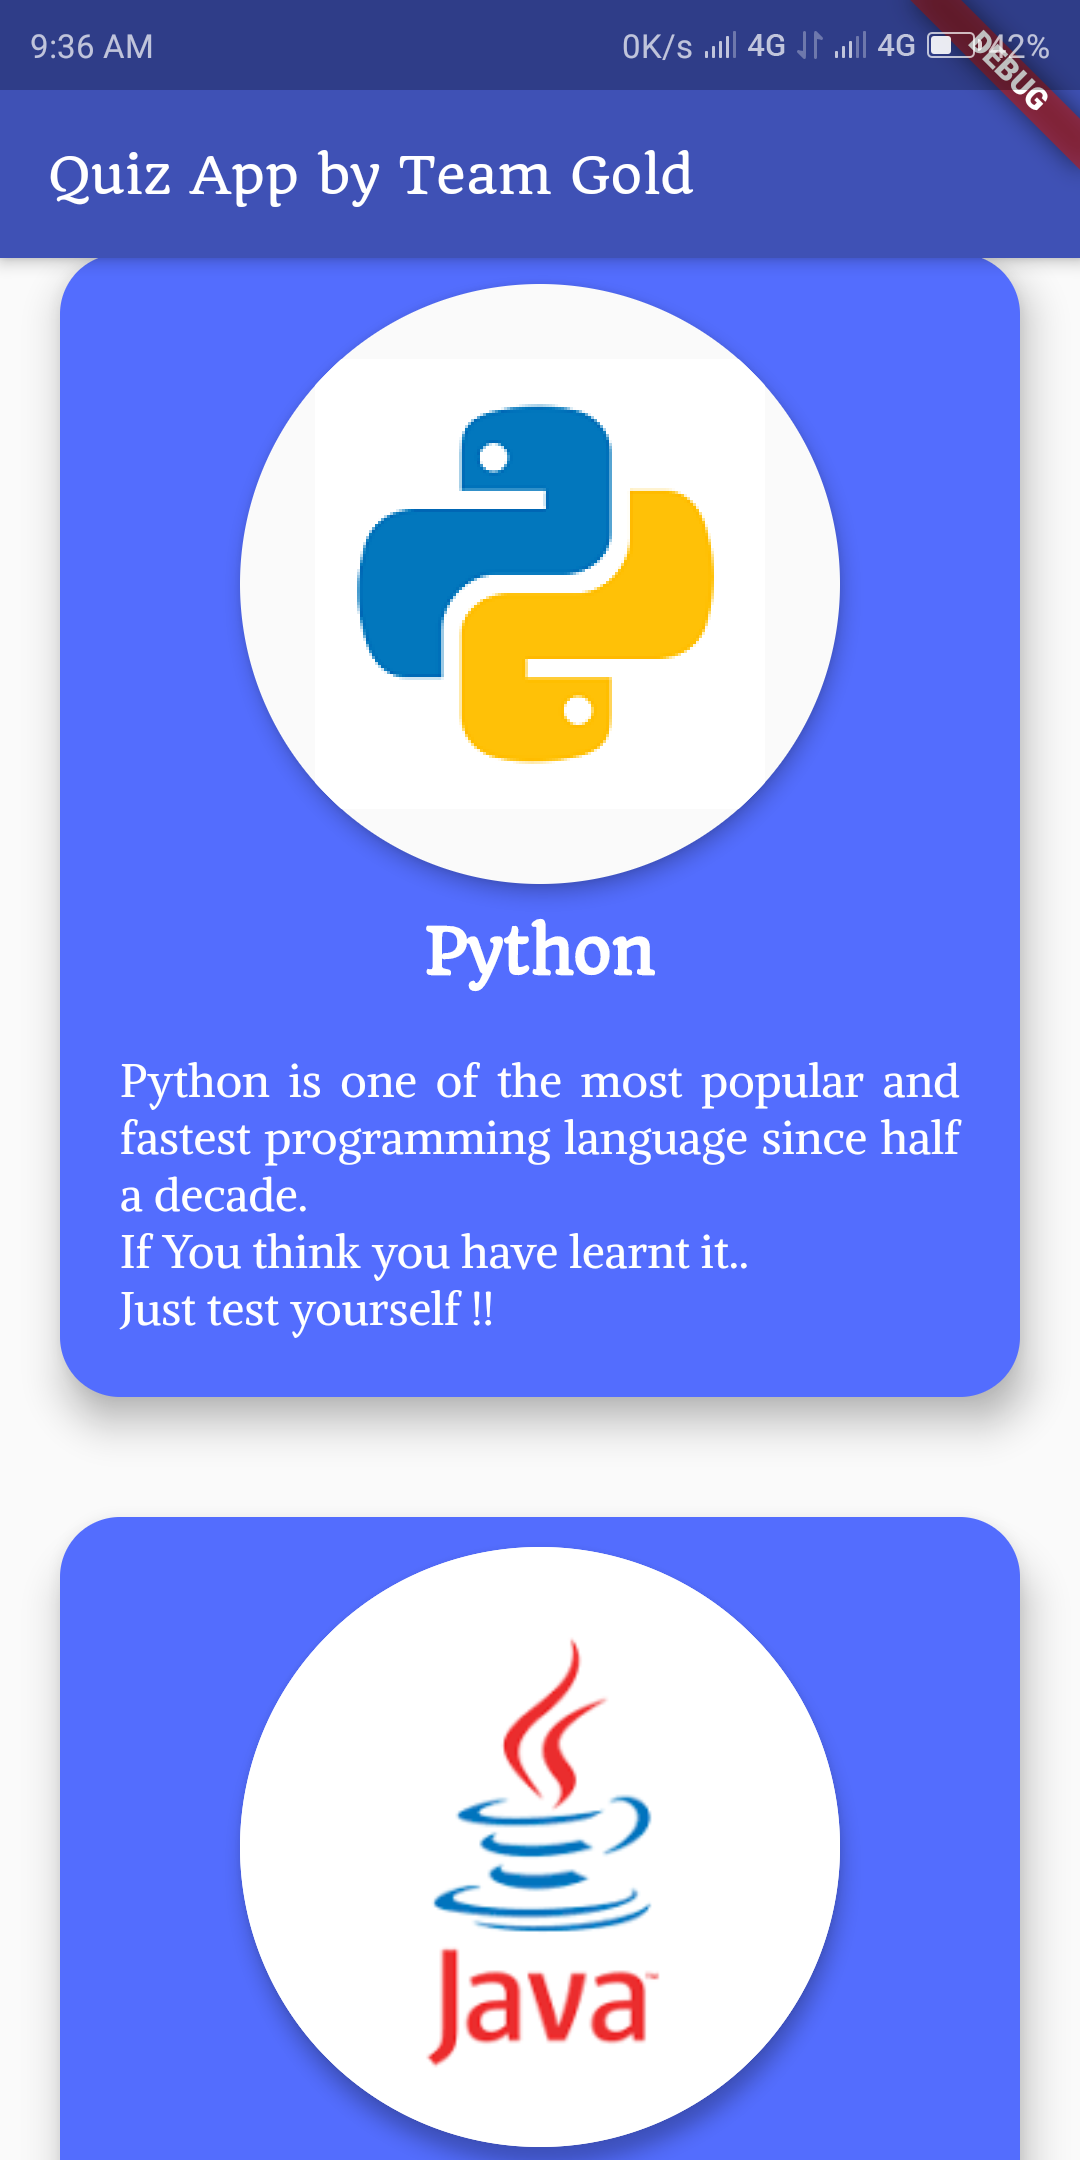 9:36 AM 0K/s 4G 4G 42%
DEBUG
Quiz App by Team Gold
Python
Python is one of the most popular and
fastest programming language since half
a decade.
If You think you have learnt it..
Just test yourself !!
Java™